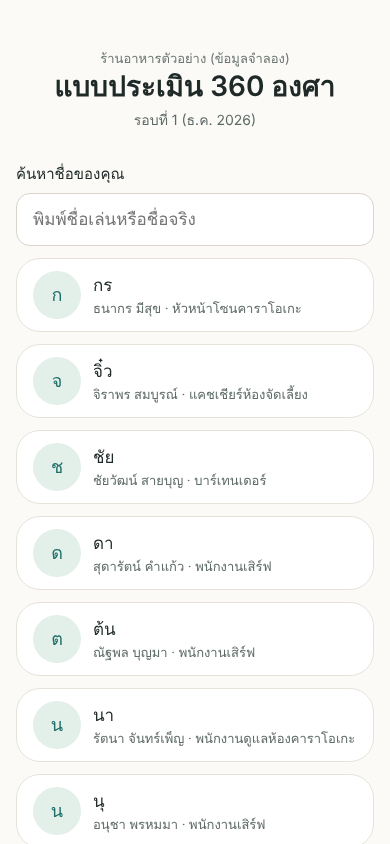 ร้านอาหารตัวอย่าง (ข้อมูลจำลอง)
แบบประเมิน 360 องศา
รอบที่ 1 (ธ.ค. 2026)
ค้นหาชื่อของคุณ
พิมพ์ชื่อเล่นหรือชื่อจริง
ก
กร
ธนากร มีสุข · หัวหน้าโซนคาราโอเกะ
จ
จิ๋ว
จิราพร สมบูรณ์ · แคชเชียร์ห้องจัดเลี้ยง
ช
ชัย
ชัยวัฒน์ สายบุญ · บาร์เทนเดอร์
ด
ดา
สุดารัตน์ คำแก้ว · พนักงานเสิร์ฟ
ต
ต้น
ณัฐพล บุญมา · พนักงานเสิร์ฟ
น
นา
รัตนา จันทร์เพ็ญ · พนักงานดูแลห้องคาราโอเกะ
น
นุ
อนุชา พรหมมา · พนักงานเสิร์ฟ